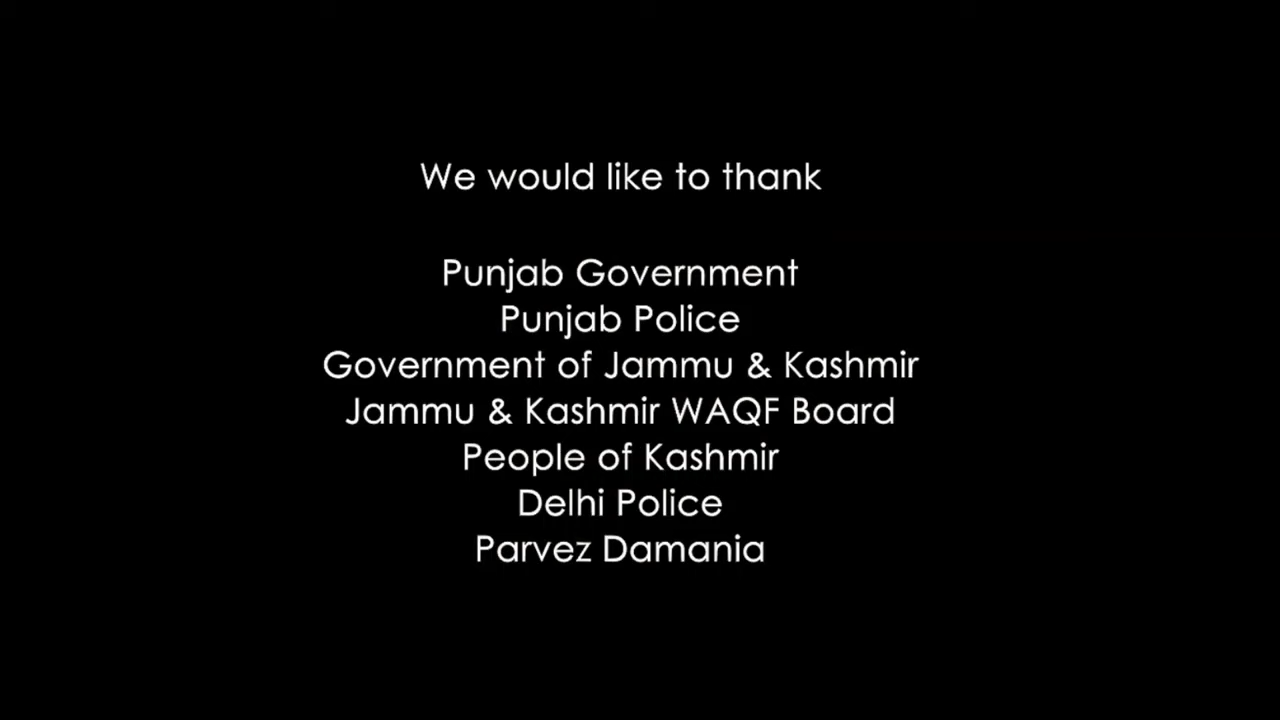 We would like to thank
Punjab Government
Punjab Police
Government of Jammu & Kashmir
Jammu & Kashmir WAQF Board
People of Kashmir
Delhi Police
Parvez Damania